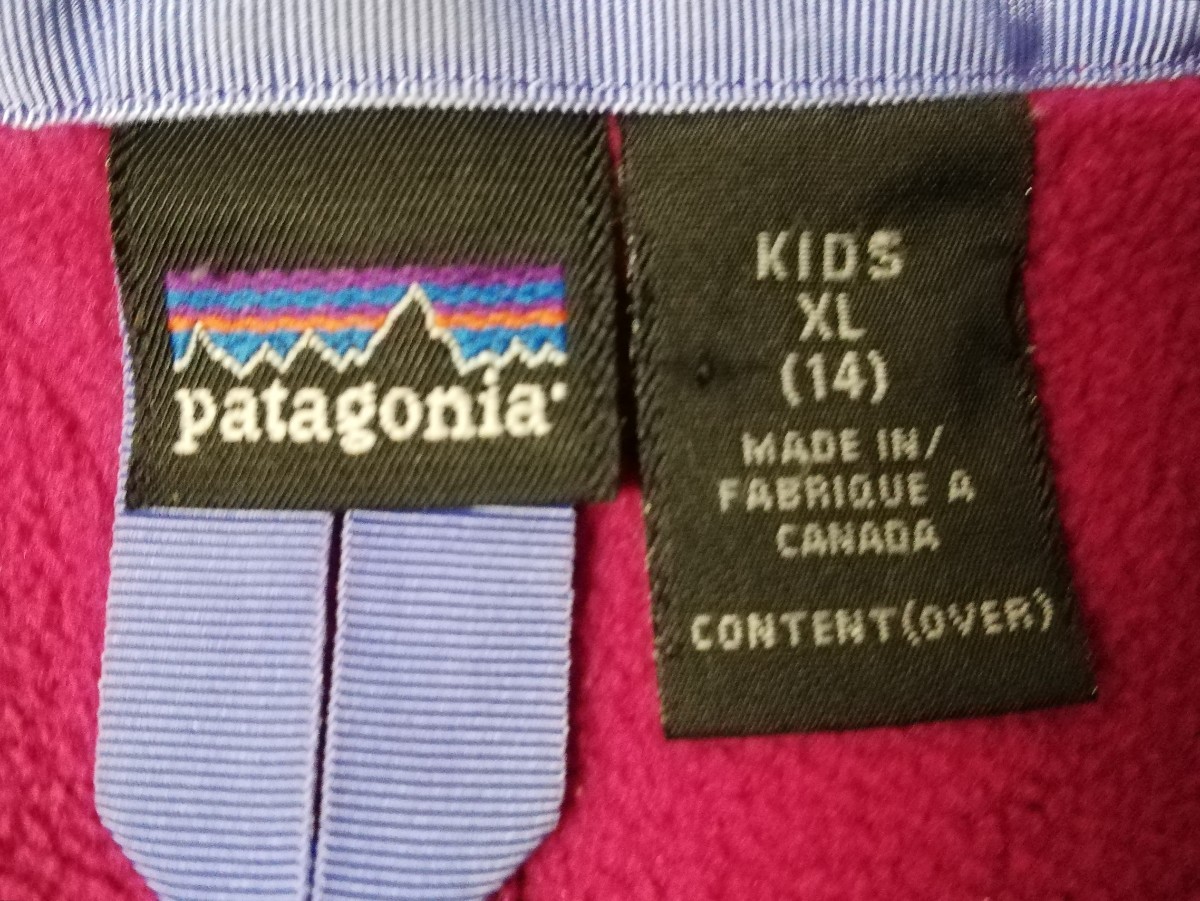 patagonia
KIDS
XL
(14)
MADE IN/
FABRIQUE A
CANADA
CONTENT(OVER)